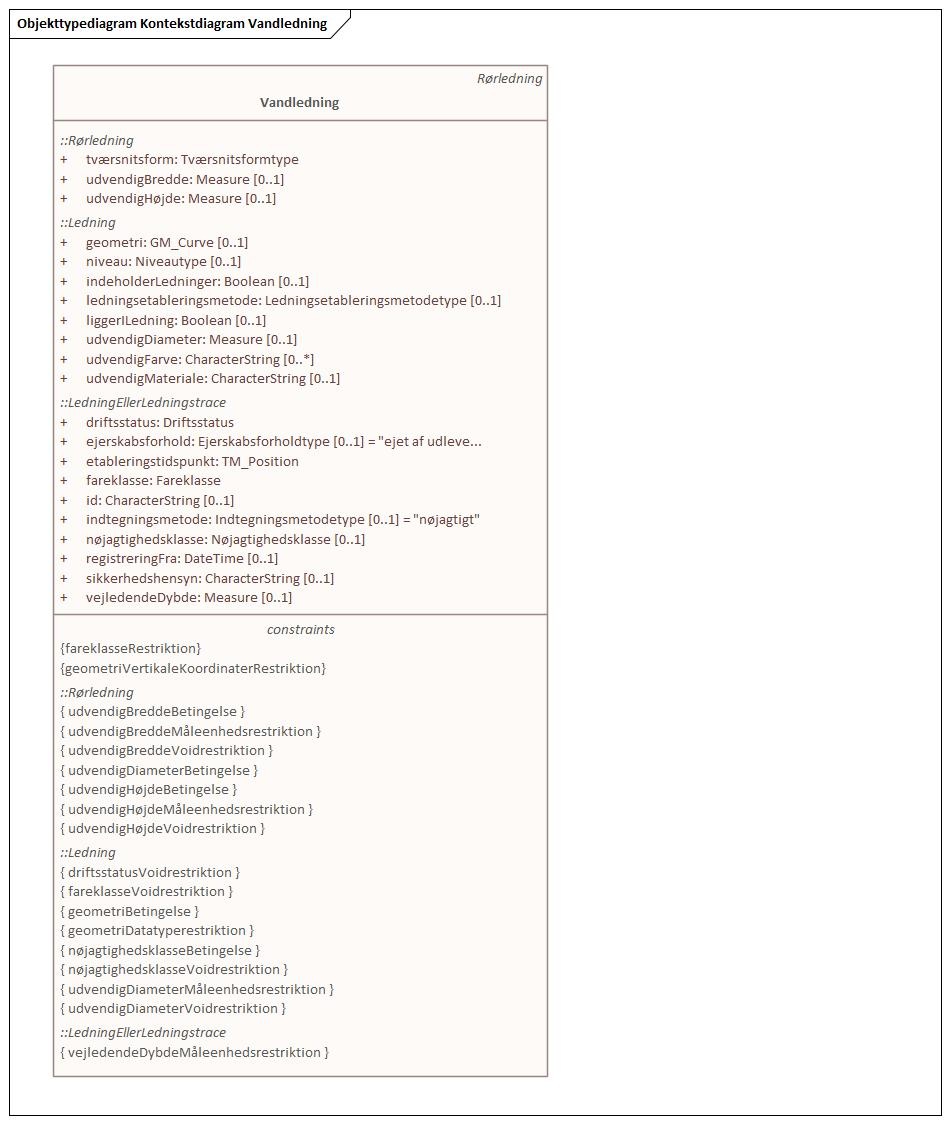 Objekttypediagram Kontekstdiagram Vandledning
Rørledning
Vandledning
::Rørledning
+ tværsnitsform: Tværsnitsformtype
+ udvendigBredde: Measure [0..1]
+ udvendigHøjde: Measure [0..1]
::Ledning
+ geometri: GM_Curve [0..1]
+ niveau: Niveautype [0..1]
+ indeholderLedninger: Boolean [0..1]
+ ledningsetableringsmetode: Ledningsetableringsmetodetype [0..1]
+ liggerILedning: Boolean [0..1]
+ udvendigDiameter: Measure [0..1]
+ udvendigFarve: CharacterString [0..*]
+ udvendigMateriale: CharacterString [0..1]
::LedningEllerLedningstrace
+ driftsstatus: Driftsstatus
+ ejerskabsforhold: Ejerskabsforholdtype [0..1] = "ejet af udleve...
+ etableringstidspunkt: TM_Position
+ fareklasse: Fareklasse
+ id: CharacterString [0..1]
+ indtegningsmetode: Indtegningsmetodetype [0..1] = "nøjagtigt"
+ nøjagtighedsklasse: Nøjagtighedsklasse [0..1]
+ registreringFra: DateTime [0..1]
+ sikkerhedshensyn: CharacterString [0..1]
+ vejledendeDybde: Measure [0..1]
constraints
{fareklasseRestriktion}
{geometriVertikaleKoordinaterRestriktion}
::Rørledning
{ udvendigBreddeBetingelse }
{ udvendigBreddeMåleenhedsrestriktion }
{ udvendigBreddeVoidrestriktion }
{ udvendigDiameterBetingelse }
{ udvendigHøjdeBetingelse }
{ udvendigHøjdeMåleenhedsrestriktion }
{ udvendigHøjdeVoidrestriktion }
::Ledning
{ driftsstatusVoidrestriktion }
{ fareklasseVoidrestriktion }
{ geometriBetingelse }
{ geometriDatatyperestriktion }
{ nøjagtighedsklasseBetingelse }
{ nøjagtighedsklasseVoidrestriktion }
{ udvendigDiameterMåleenhedsrestriktion }
{ udvendigDiameterVoidrestriktion }
::LedningEllerLedningstrace
{ vejledendeDybdeMåleenhedsrestriktion }